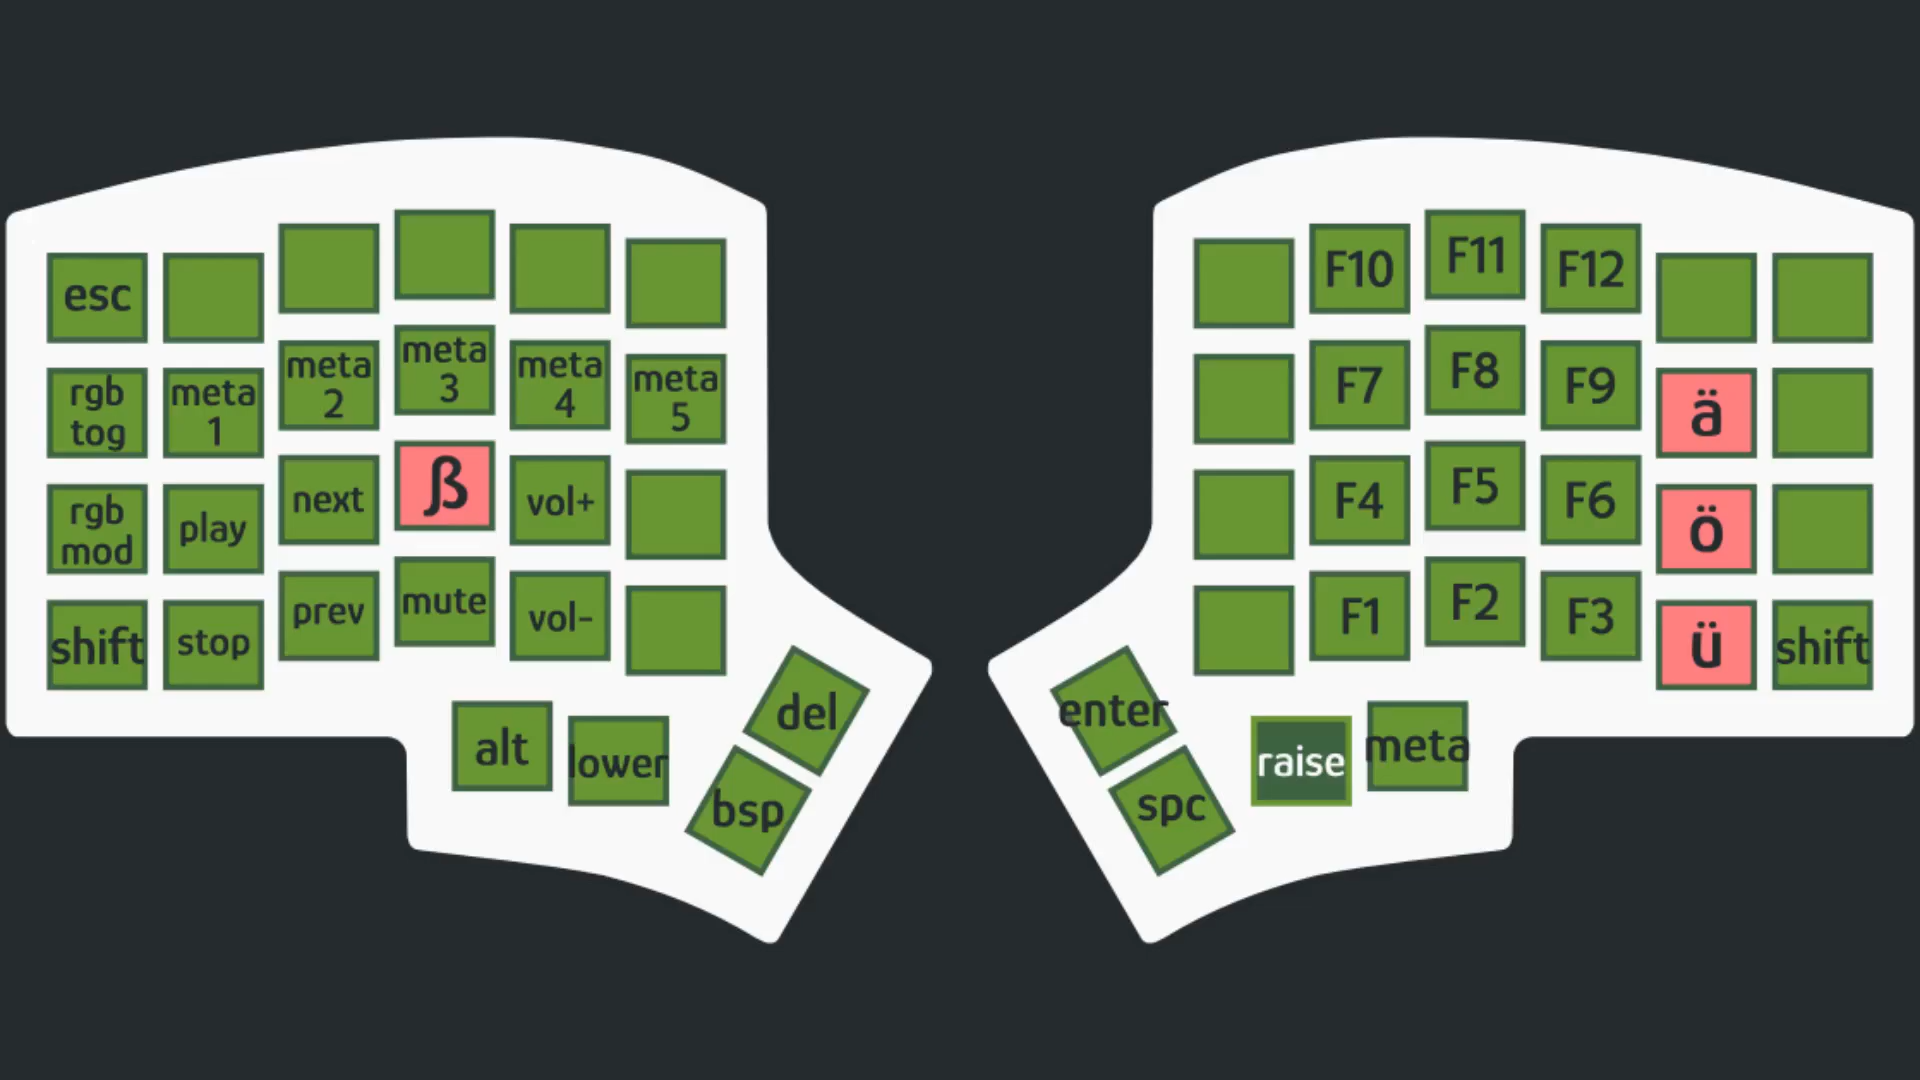 esc
rgb
tog
meta
1
meta
2
meta
3
meta
4
meta
5
rgb
mod
play
next
ß
vol+
shift
stop
prev
mute
vol-
alt
lower
del
bsp
F10
F11
F12
F7
F8
F9
ä
F4
F5
F6
ö
F1
F2
F3
ü
shift
enter
spc
raise
meta